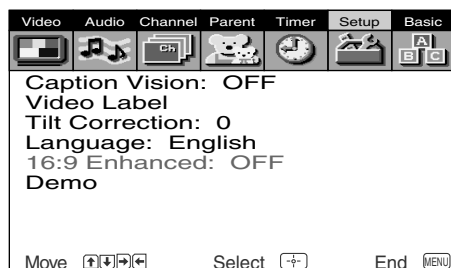 Video Audio Channel Parent Timer Setup Basic
Ch A B C
Caption Vision: OFF
Video Label
Tilt Correction: 0
Language: English
16:9 Enhanced: OFF
Demo
Move Select End MENU